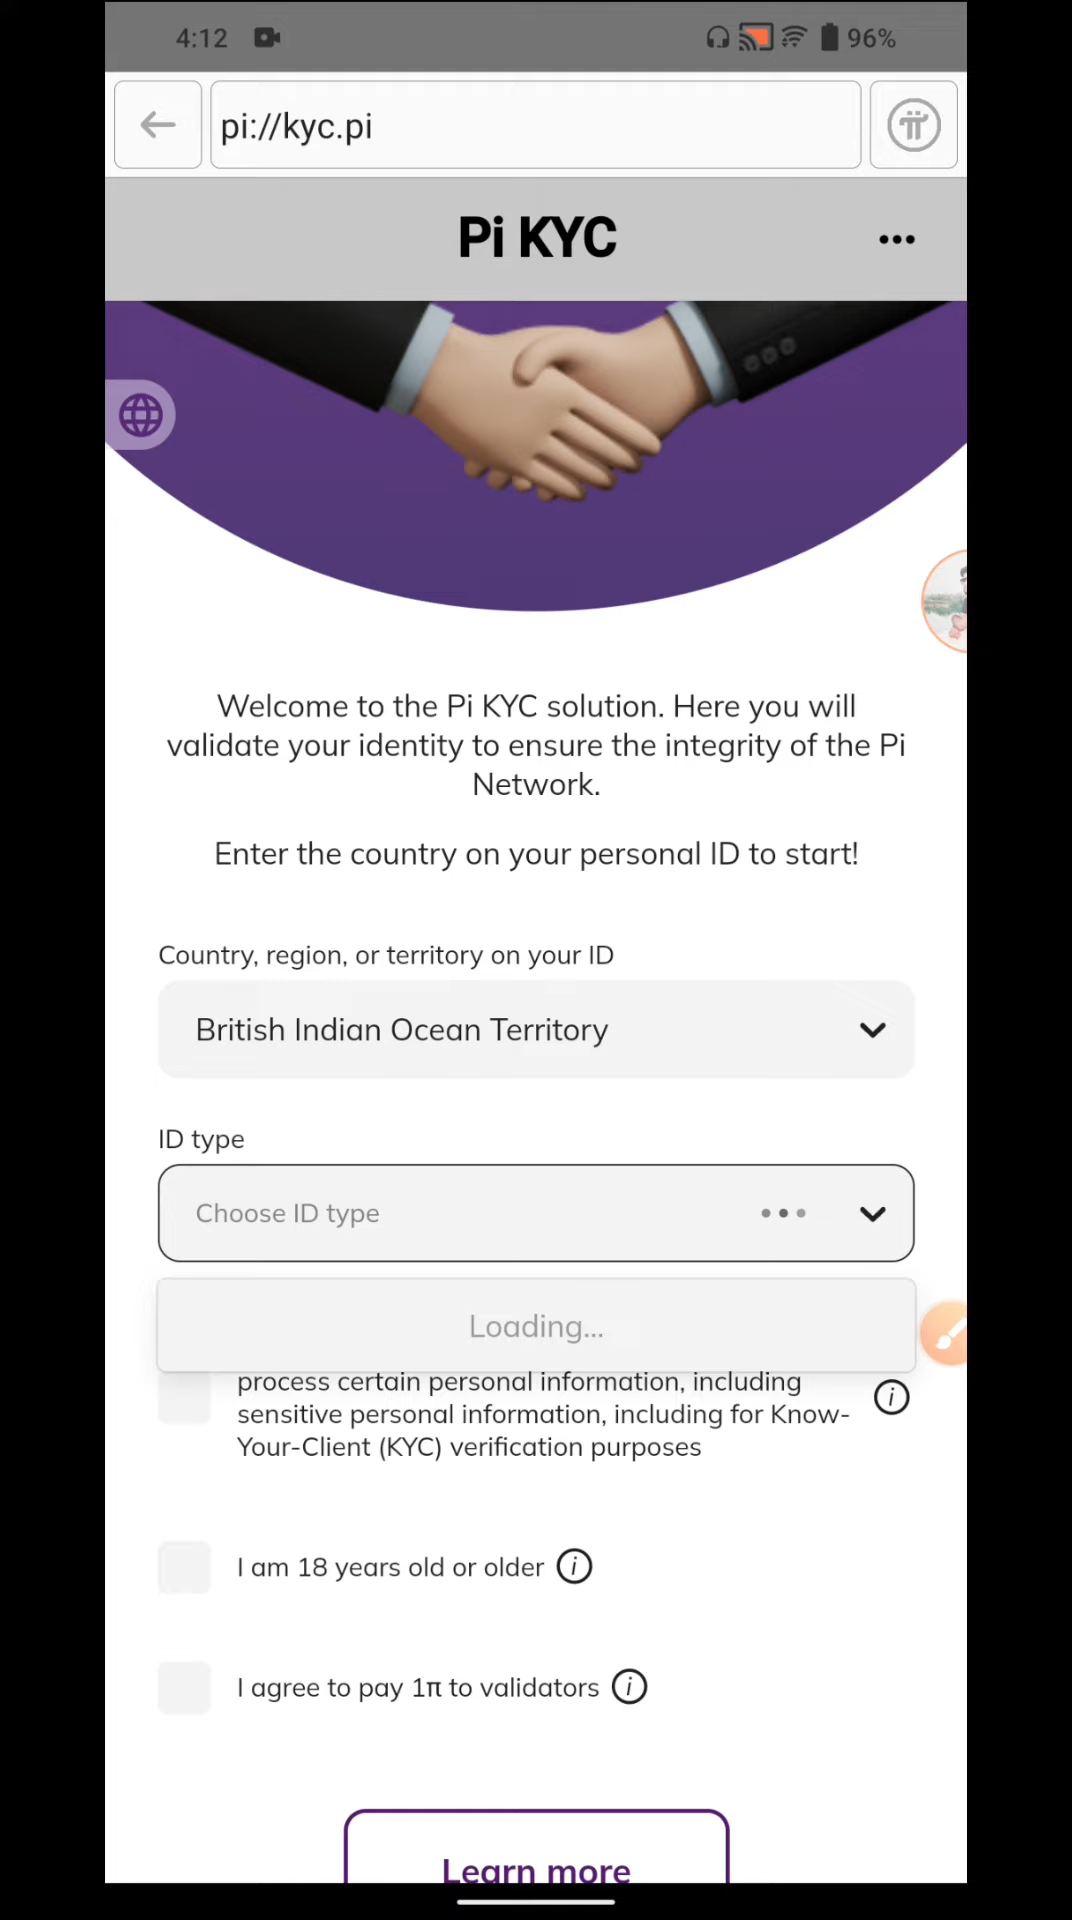 4:12
96%
pi://kyc.pi
Pi KYC
Welcome to the Pi KYC solution. Here you will
validate your identity to ensure the integrity of the Pi
Network.
Enter the country on your personal ID to start!
Country, region, or territory on your ID
British Indian Ocean Territory
ID type
Choose ID type
Loading...
process certain personal information, including
sensitive personal information, including for Know-
Your-Client (KYC) verification purposes
I am 18 years old or older
I agree to pay 1π to validators
Learn more